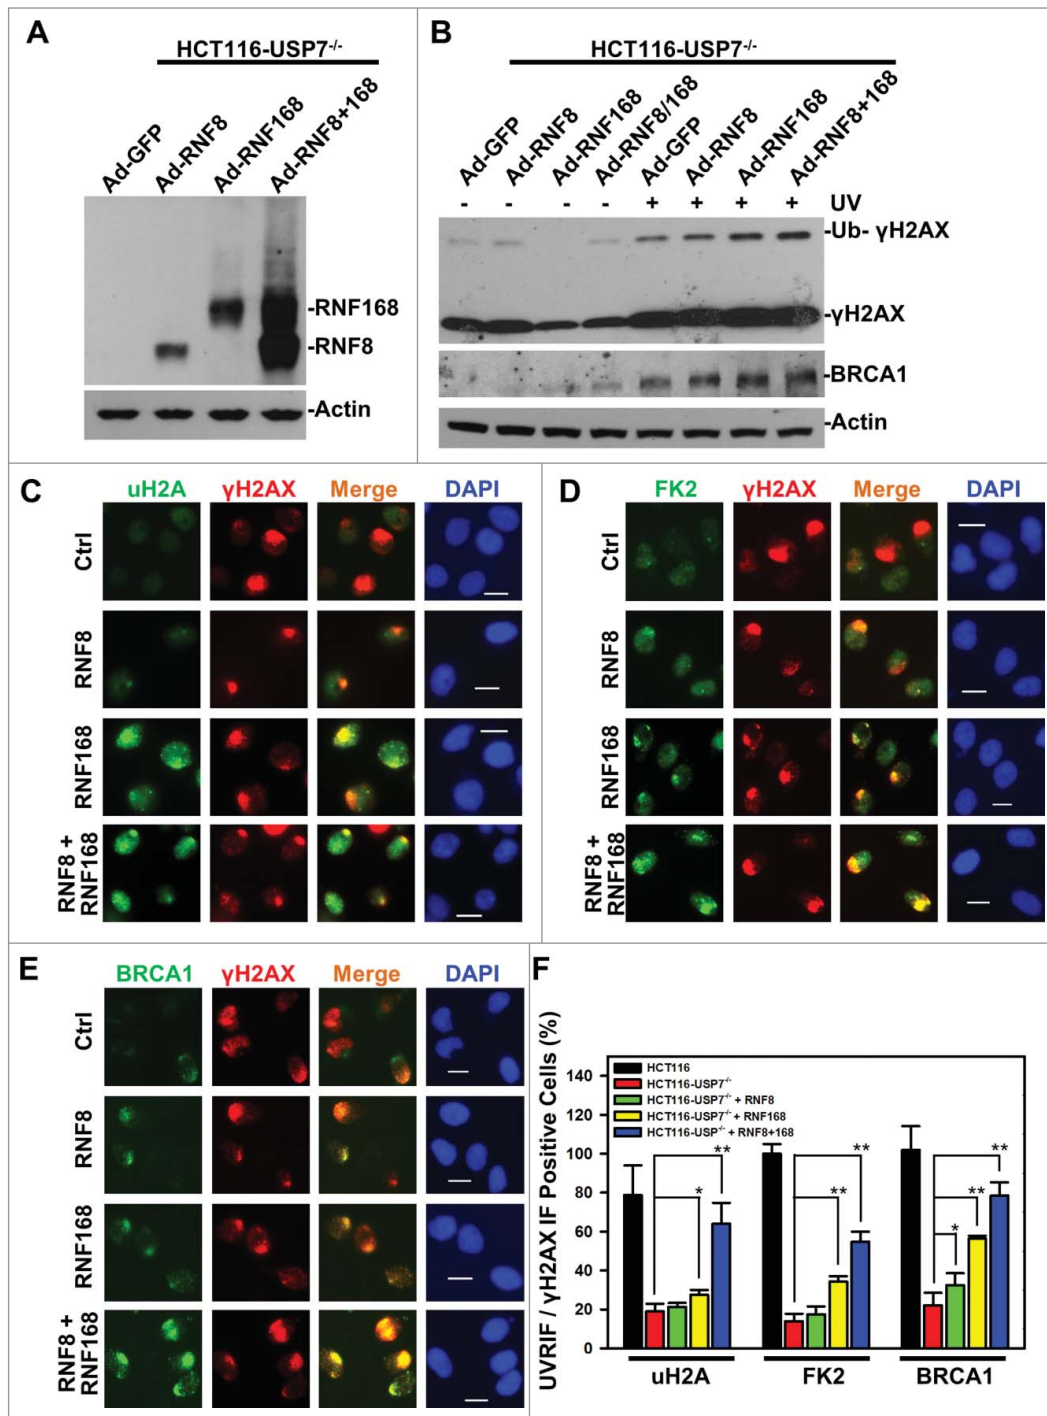 A
HCT116-USP7-/-
Ad-GFP
Ad-RNF8
Ad-RNF168
Ad-RNF8+168
-RNF168
-RNF8
-Actin
B
HCT116-USP7-/-
Ad-GFP
Ad-RNF8
Ad-RNF168
Ad-RNF8/168
Ad-GFP
Ad-RNF8
Ad-RNF168
Ad-RNF8+168
- - - - + + + + UV
-Ub- γH2AX
-γH2AX
-BRCA1
-Actin
C
uH2A γH2AX Merge DAPI
Ctrl
RNF8
RNF168
RNF8 +
RNF168
D
FK2 γH2AX Merge DAPI
Ctrl
RNF8
RNF168
RNF8 +
RNF168
E
BRCA1 γH2AX Merge DAPI
Ctrl
RNF8
RNF168
RNF8 +
RNF168
F
UVRIF / γH2AX IF Positive Cells (%)
140
120
100
80
60
40
20
0
HCT116
HCT116-USP7-/-
HCT116-USP7-/- + RNF8
HCT116-USP7-/- + RNF168
HCT116-USP-/- + RNF8+168
* **
** **
* ** **
uH2A FK2 BRCA1